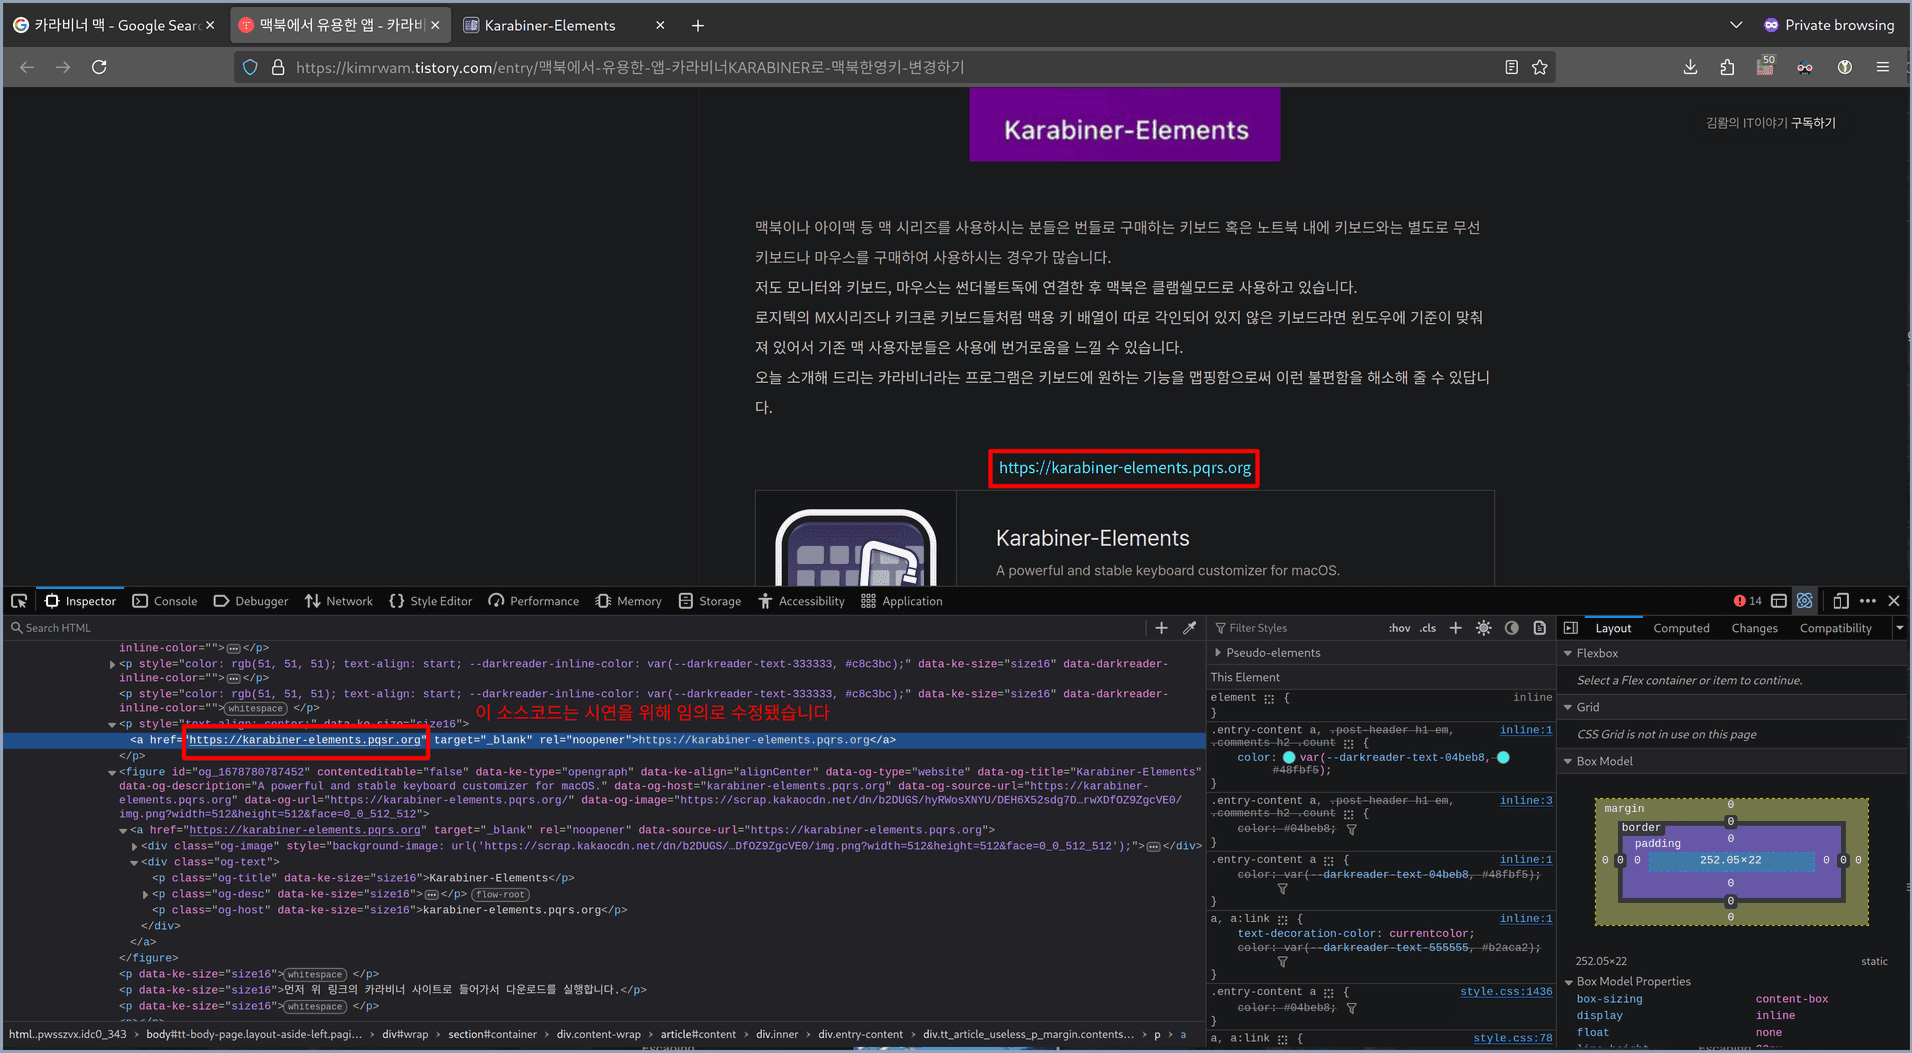 카라비너 맥 - Google Sear
맥북에서 유용한 앱 - 카라비
Karabiner-Elements
Private browsing
https://kimrwam.tistory.com/entry/맥북에서-유용한-앱-카라비너KARABINER로-맥북한영키-변경하기
50
Karabiner-Elements
김롸의 IT이야기 구독하기
맥북이나 아이맥 등 맥 시리즈를 사용하시는 분들은 번들로 구매하는 키보드 혹은 노트북 내에 키보드와는 별도로 무선
키보드나 마우스를 구매하여 사용하시는 경우가 많습니다.
저도 모니터와 키보드, 마우스는 썬더볼트독에 연결한 후 맥북은 클램쉘모드로 사용하고 있습니다.
로지텍의 MX시리즈나 키크론 키보드들처럼 맥용 키 배열이 따로 각인되어 있지 않은 키보드라면 윈도우에 기준이 맞춰
져 있어서 기존 맥 사용자분들은 사용에 번거로움을 느낄 수 있습니다.
오늘 소개해 드리는 카라비너라는 프로그램은 키보드에 원하는 기능을 맵핑함으로써 이런 불편함을 해소해 줄 수 있답니
다.
https://karabiner-elements.pqrs.org
Karabiner-Elements
A powerful and stable keyboard customizer for macOS.
Inspector Console Debugger Network Style Editor Performance Memory Storage Accessibility Application 14
Search HTML
inline-color="">⋯</p>
<p style="color: rgb(51, 51, 51); text-align: start; --darkreader-inline-color: var(--darkreader-text-333333, #c8c3bc);" data-ke-size="size16" data-darkreader-
inline-color="">⋯</p>
<p style="color: rgb(51, 51, 51); text-align: start; --darkreader-inline-color: var(--darkreader-text-333333, #c8c3bc);" data-ke-size="size16" data-darkreader-
inline-color="">whitespace </p>
이 소스코드는 시연을 위해 임의로 수정됐습니다
<p style="text-align: center;" data-ke-size="size16">
<a href="https://karabiner-elements.pqsr.org" target="_blank" rel="noopener">https://karabiner-elements.pqrs.org</a>
</p>
<figure id="og_1678780787452" contenteditable="false" data-ke-type="opengraph" data-ke-align="alignCenter" data-og-type="website" data-og-title="Karabiner-Elements"
data-og-description="A powerful and stable keyboard customizer for macOS." data-og-host="karabiner-elements.pqrs.org" data-og-source-url="https://karabiner-
elements.pqrs.org" data-og-url="https://karabiner-elements.pqrs.org/" data-og-image="https://scrap.kakaocdn.net/dn/b2DUGS/hyRWosXNYU/DEH6X52sdg7D…rwXDfOZ9ZgcVE0/
img.png?width=512&height=512&face=0_0_512_512">
<a href="https://karabiner-elements.pqrs.org" target="_blank" rel="noopener" data-source-url="https://karabiner-elements.pqrs.org">
<div class="og-image" style="background-image: url('https://scrap.kakaocdn.net/dn/b2DUGS/…DfOZ9ZgcVE0/img.png?width=512&height=512&face=0_0_512_512');">⋯</div>
<div class="og-text">
<p class="og-title" data-ke-size="size16">Karabiner-Elements</p>
<p class="og-desc" data-ke-size="size16">⋯</p> flow-root
<p class="og-host" data-ke-size="size16">karabiner-elements.pqrs.org</p>
</div>
</a>
</figure>
<p data-ke-size="size16">whitespace </p>
<p data-ke-size="size16">먼저 위 링크의 카라비너 사이트로 들어가서 다운로드를 실행합니다.</p>
<p data-ke-size="size16">whitespace </p>
html..pwsszvx.idc0_343 › body#tt-body-page.layout-aside-left.pagi… › div#wrap › section#container › div.content-wrap › article#content › div.inner › div.entry-content › div.tt_article_useless_p_margin.contents… › p › a
Filter Styles :hov .cls
Pseudo-elements
This Element
element { inline
}
.entry-content a, .post-header h1 em, inline:1
.comments h2 .count {
color: var(--darkreader-text-04beb8,
#48fbf5);
}
.entry-content a, .post-header h1 em, inline:3
.comments h2 .count {
color: #04beb8;
}
.entry-content a { inline:1
color: var(--darkreader-text-04beb8, #48fbf5);
}
a, a:link { inline:1
text-decoration-color: currentcolor;
color: var(--darkreader-text-555555, #b2aca2);
}
.entry-content a { style.css:1436
color: #04beb8;
}
a, a:link { style.css:78
Layout Computed Changes Compatibility
Flexbox
Select a Flex container or item to continue.
Grid
CSS Grid is not in use on this page
Box Model
margin 0
border 0
padding 0
0 0 0 252.05×22 0 0 0
0
0
0
252.05×22 static
Box Model Properties
box-sizing content-box
display inline
float none